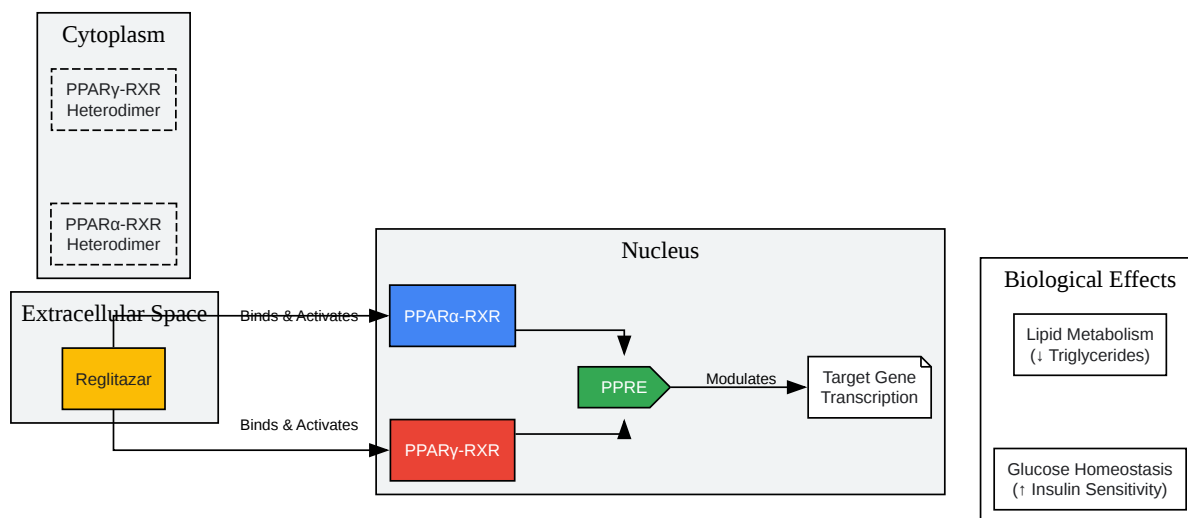 Cytoplasm
PPARγ-RXR
Heterodimer
PPARα-RXR
Heterodimer
Extracellular Space
Reglitazar
Binds & Activates
Binds & Activates
Nucleus
PPARα-RXR
PPARγ-RXR
PPRE
Modulates
Target Gene
Transcription
Biological Effects
Lipid Metabolism
(↓ Triglycerides)
Glucose Homeostasis
(↑ Insulin Sensitivity)